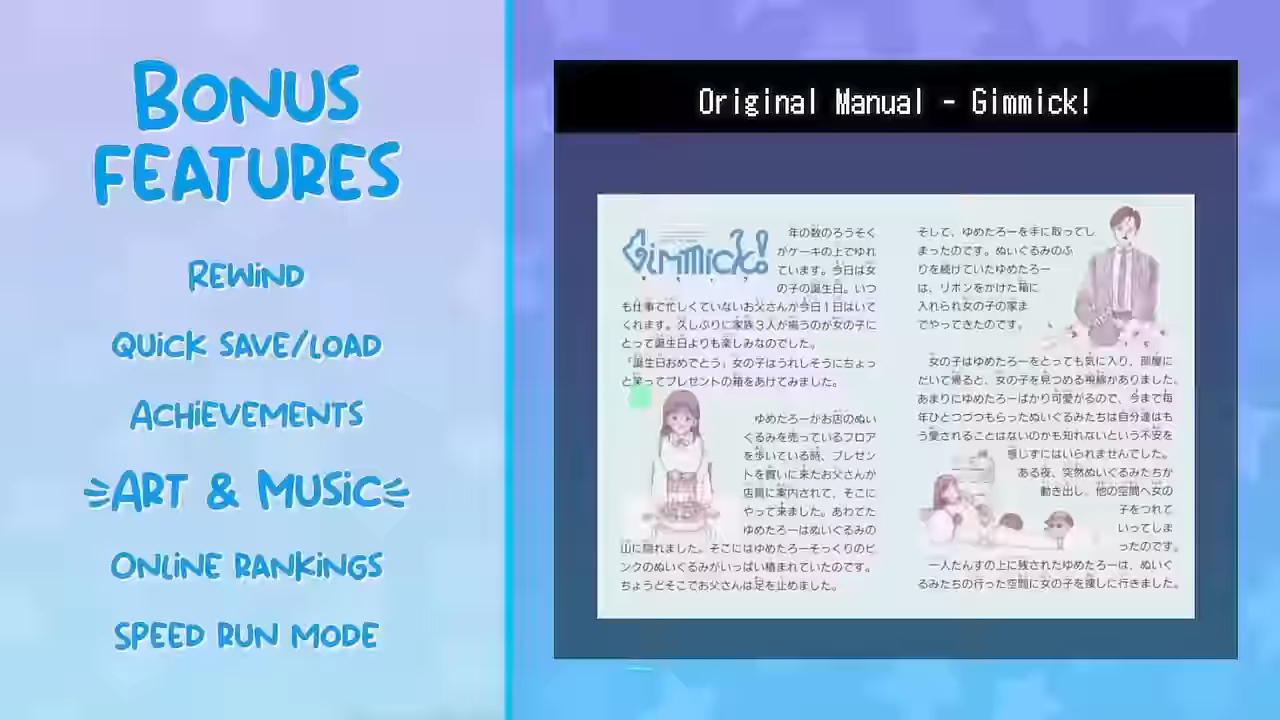 BONUS
FEATURES
REWIND
QUICK SAVE/LOAD
ACHIEVEMENTS
ART & MUSIC
ONLINE RANKINGS
SPEED RUN MODE
Original Manual - Gimmick!
Gimmick!
年の数のろうそく
がケーキの上でゆれ
ています。今日は女
の子の誕生日。いつ
も仕事で忙しくていないお父さんが今日1日はいて
くれます。久しぶりに家族3人が揃うのが女の子に
とって誕生日よりも楽しみなのでした。
「誕生日おめでとう」女の子はうれしそうにちょっ
と笑ってプレゼントの箱をあけてみました。
ゆめたろーがお店のぬい
ぐるみを売っているフロア
を歩いている時、プレゼン
トを買いに来たお父さんが
店員に案内されて、そこに
やって来ました。あわてた
ゆめたろーはぬいぐるみの
山に隠れました。そこにはゆめたろーそっくりのピ
ンクのぬいぐるみがいっぱい積まれていたのです。
ちょうどそこでお父さんは足を止めました。
そして、ゆめたろーを手に取ってし
まったのです。ぬいぐるみのふ
りを続けていたゆめたろー
は、リボンをかけた箱に
入れられ女の子の家ま
でやってきたのです。
女の子はゆめたろーをとっても気に入り、部屋に
だいて帰ると、女の子を見つめる視線がありました。
あまりにゆめたろーばかり可愛がるので、今まで毎
年ひとつづつもらったぬいぐるみたちは自分達はも
う愛されることはないのかも知れないという不安を
感じずにはいられませんでした。
ある夜、突然ぬいぐるみたちが
動き出し、他の空間へ女の
子をつれて
いってしま
ったのです。
一人たんすの上に残されたゆめたろーは、ぬいぐ
るみたちの行った空間に女の子を捜しに行きました。